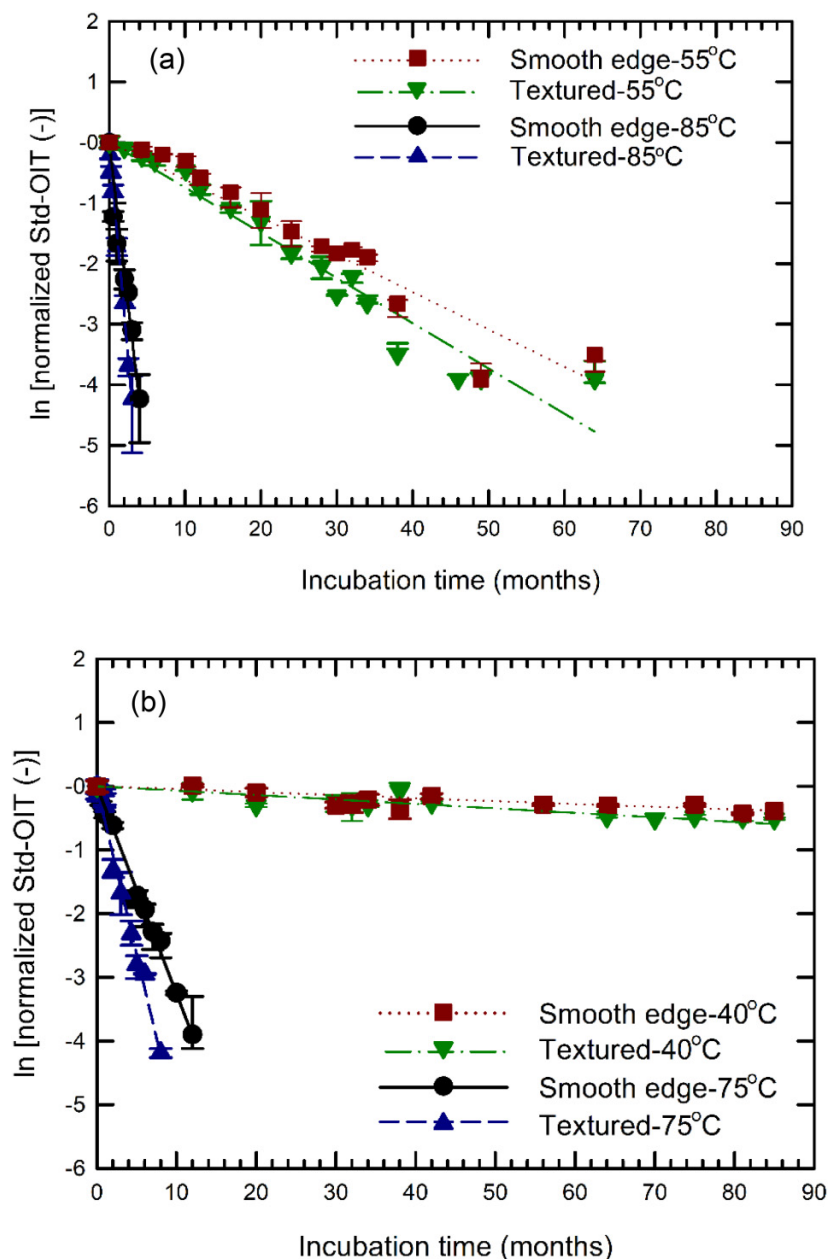 2
(a)
Smooth edge-55°C
1
Textured-55°C
Smooth edge-85°C
-0
Textured-85°C
-1
-2
-3
-4
-5
-6
ln [normalized Std-OIT (-)]
0 10 20 30 40 50 60 70 80 90
Incubation time (months)
2
(b)
1
-0
-1
-2
-3
-4
-5
-6
ln [normalized Std-OIT (-)]
Smooth edge-40°C
Textured-40°C
Smooth edge-75°C
Textured-75°C
0 10 20 30 40 50 60 70 80 90
Incubation time (months)